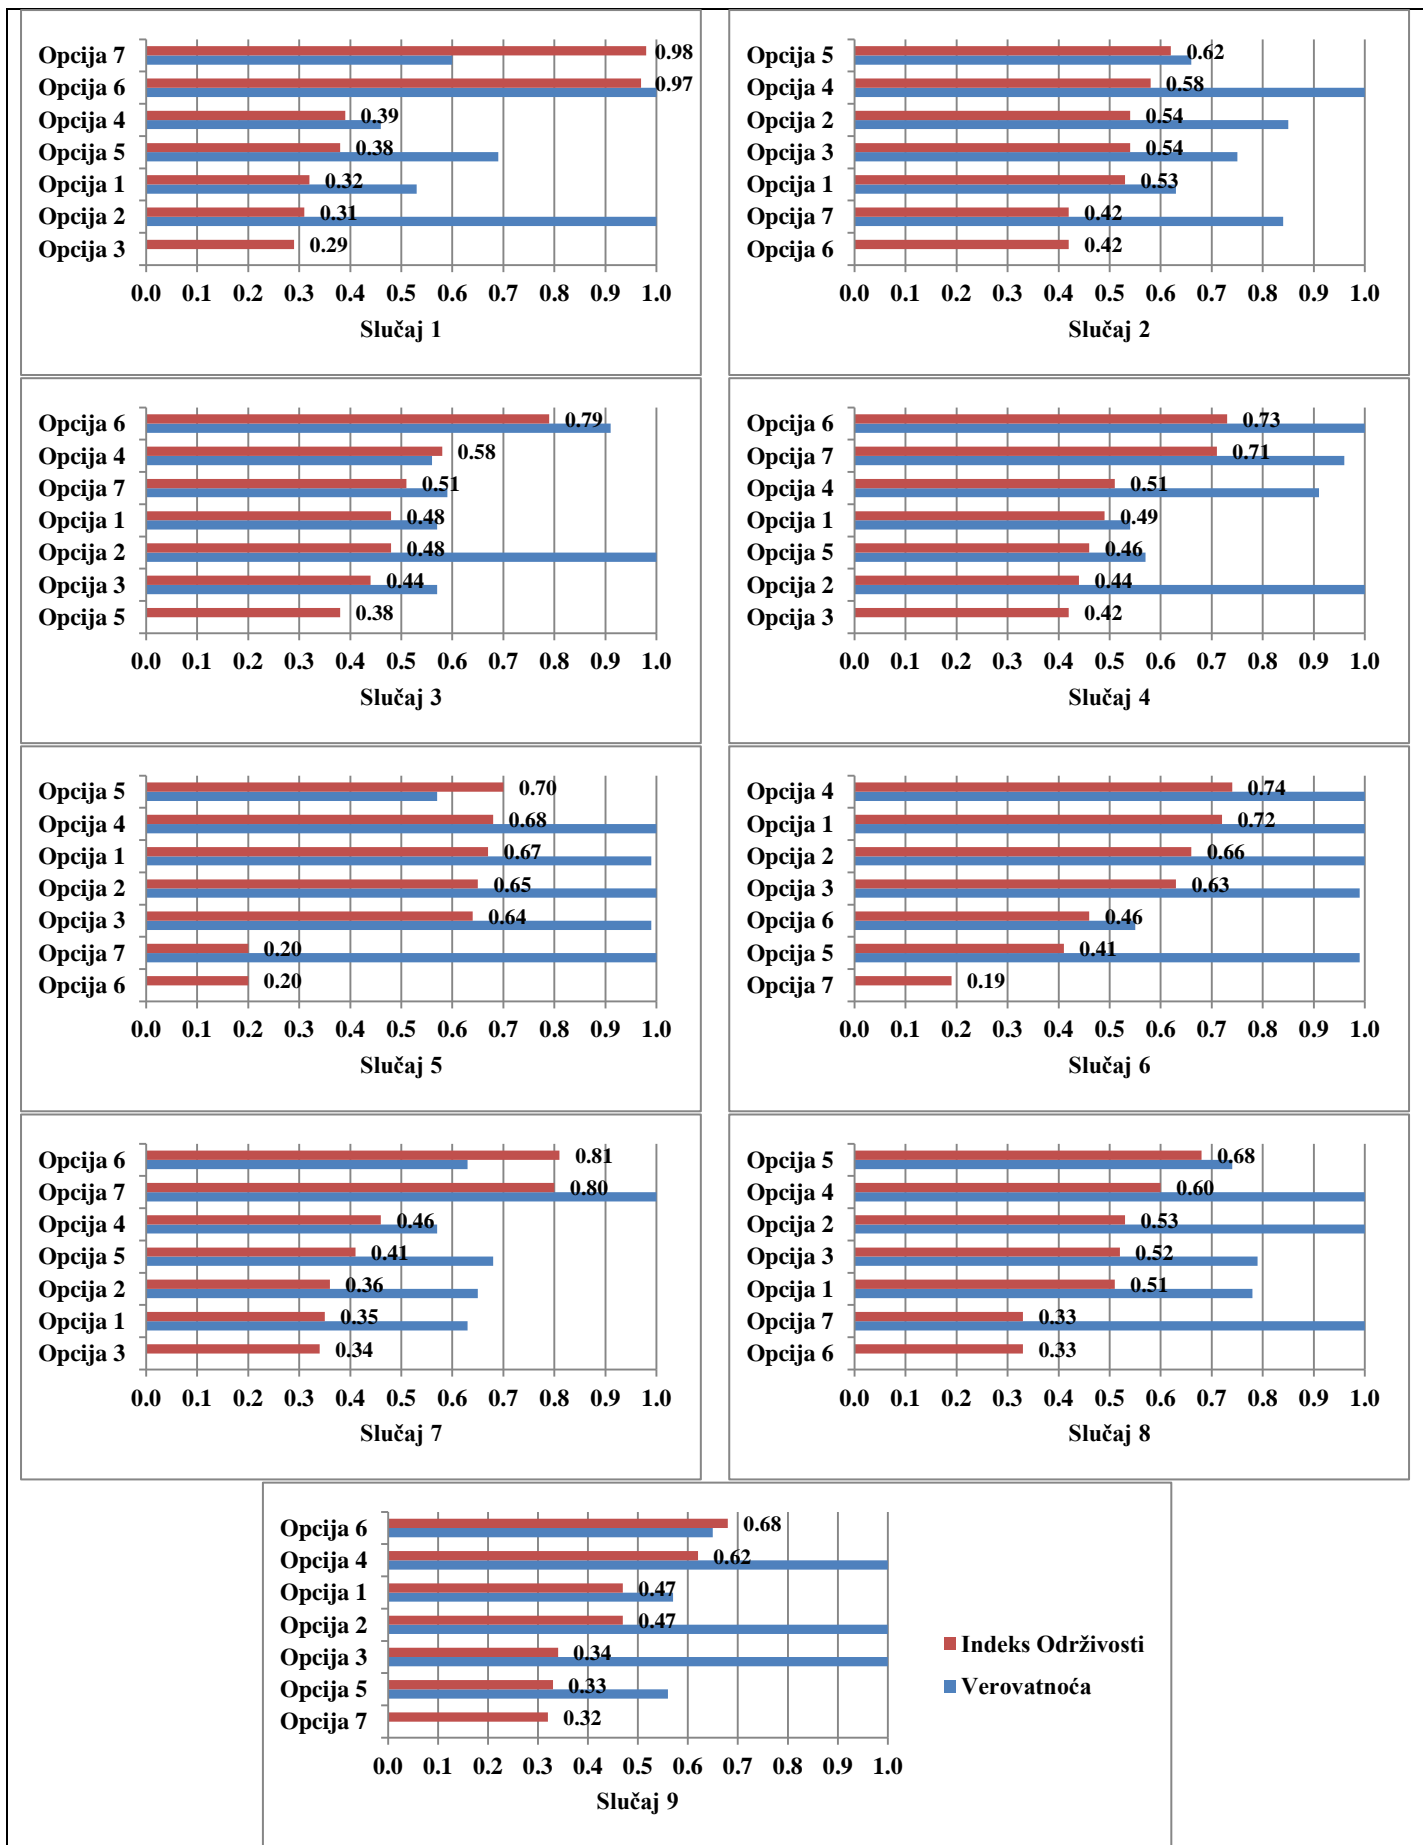 Opcija 7 0.98
Opcija 6 0.97
Opcija 4 0.39
Opcija 5 0.38
Opcija 1 0.32
Opcija 2 0.31
Opcija 3 0.29
0.0 0.1 0.2 0.3 0.4 0.5 0.6 0.7 0.8 0.9 1.0
Slučaj 1
Opcija 5 0.62
Opcija 4 0.58
Opcija 2 0.54
Opcija 3 0.54
Opcija 1 0.53
Opcija 7 0.42
Opcija 6 0.42
0.0 0.1 0.2 0.3 0.4 0.5 0.6 0.7 0.8 0.9 1.0
Slučaj 2
Opcija 6 0.79
Opcija 4 0.58
Opcija 7 0.51
Opcija 1 0.48
Opcija 2 0.48
Opcija 3 0.44
Opcija 5 0.38
0.0 0.1 0.2 0.3 0.4 0.5 0.6 0.7 0.8 0.9 1.0
Slučaj 3
Opcija 6 0.73
Opcija 7 0.71
Opcija 4 0.51
Opcija 1 0.49
Opcija 5 0.46
Opcija 2 0.44
Opcija 3 0.42
0.0 0.1 0.2 0.3 0.4 0.5 0.6 0.7 0.8 0.9 1.0
Slučaj 4
Opcija 5 0.70
Opcija 4 0.68
Opcija 1 0.67
Opcija 2 0.65
Opcija 3 0.64
Opcija 7 0.20
Opcija 6 0.20
0.0 0.1 0.2 0.3 0.4 0.5 0.6 0.7 0.8 0.9 1.0
Slučaj 5
Opcija 4 0.74
Opcija 1 0.72
Opcija 2 0.66
Opcija 3 0.63
Opcija 6 0.46
Opcija 5 0.41
Opcija 7 0.19
0.0 0.1 0.2 0.3 0.4 0.5 0.6 0.7 0.8 0.9 1.0
Slučaj 6
Opcija 6 0.81
Opcija 7 0.80
Opcija 4 0.46
Opcija 5 0.41
Opcija 2 0.36
Opcija 1 0.35
Opcija 3 0.34
0.0 0.1 0.2 0.3 0.4 0.5 0.6 0.7 0.8 0.9 1.0
Slučaj 7
Opcija 5 0.68
Opcija 4 0.60
Opcija 2 0.53
Opcija 3 0.52
Opcija 1 0.51
Opcija 7 0.33
Opcija 6 0.33
0.0 0.1 0.2 0.3 0.4 0.5 0.6 0.7 0.8 0.9 1.0
Slučaj 8
Opcija 6 0.68
Opcija 4 0.62
Opcija 1 0.47
Opcija 2 0.47
Opcija 3 0.34
Opcija 5 0.33
Opcija 7 0.32
0.0 0.1 0.2 0.3 0.4 0.5 0.6 0.7 0.8 0.9 1.0
Slučaj 9
Indeks Održivosti
Verovatnoća